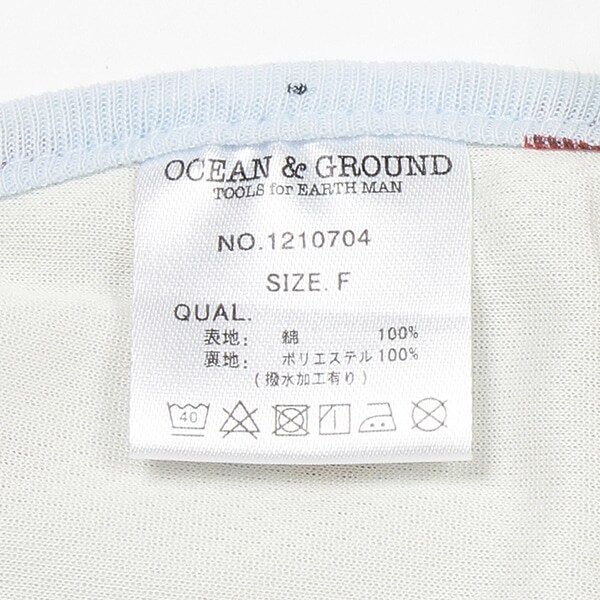 OCEAN & GROUND
TOOLS for EARTH MAN
NO.1210704
SIZE. F
QUAL.
表地: 綿 100%
裏地: ポリエステル 100%
(撥水加工有り)
40